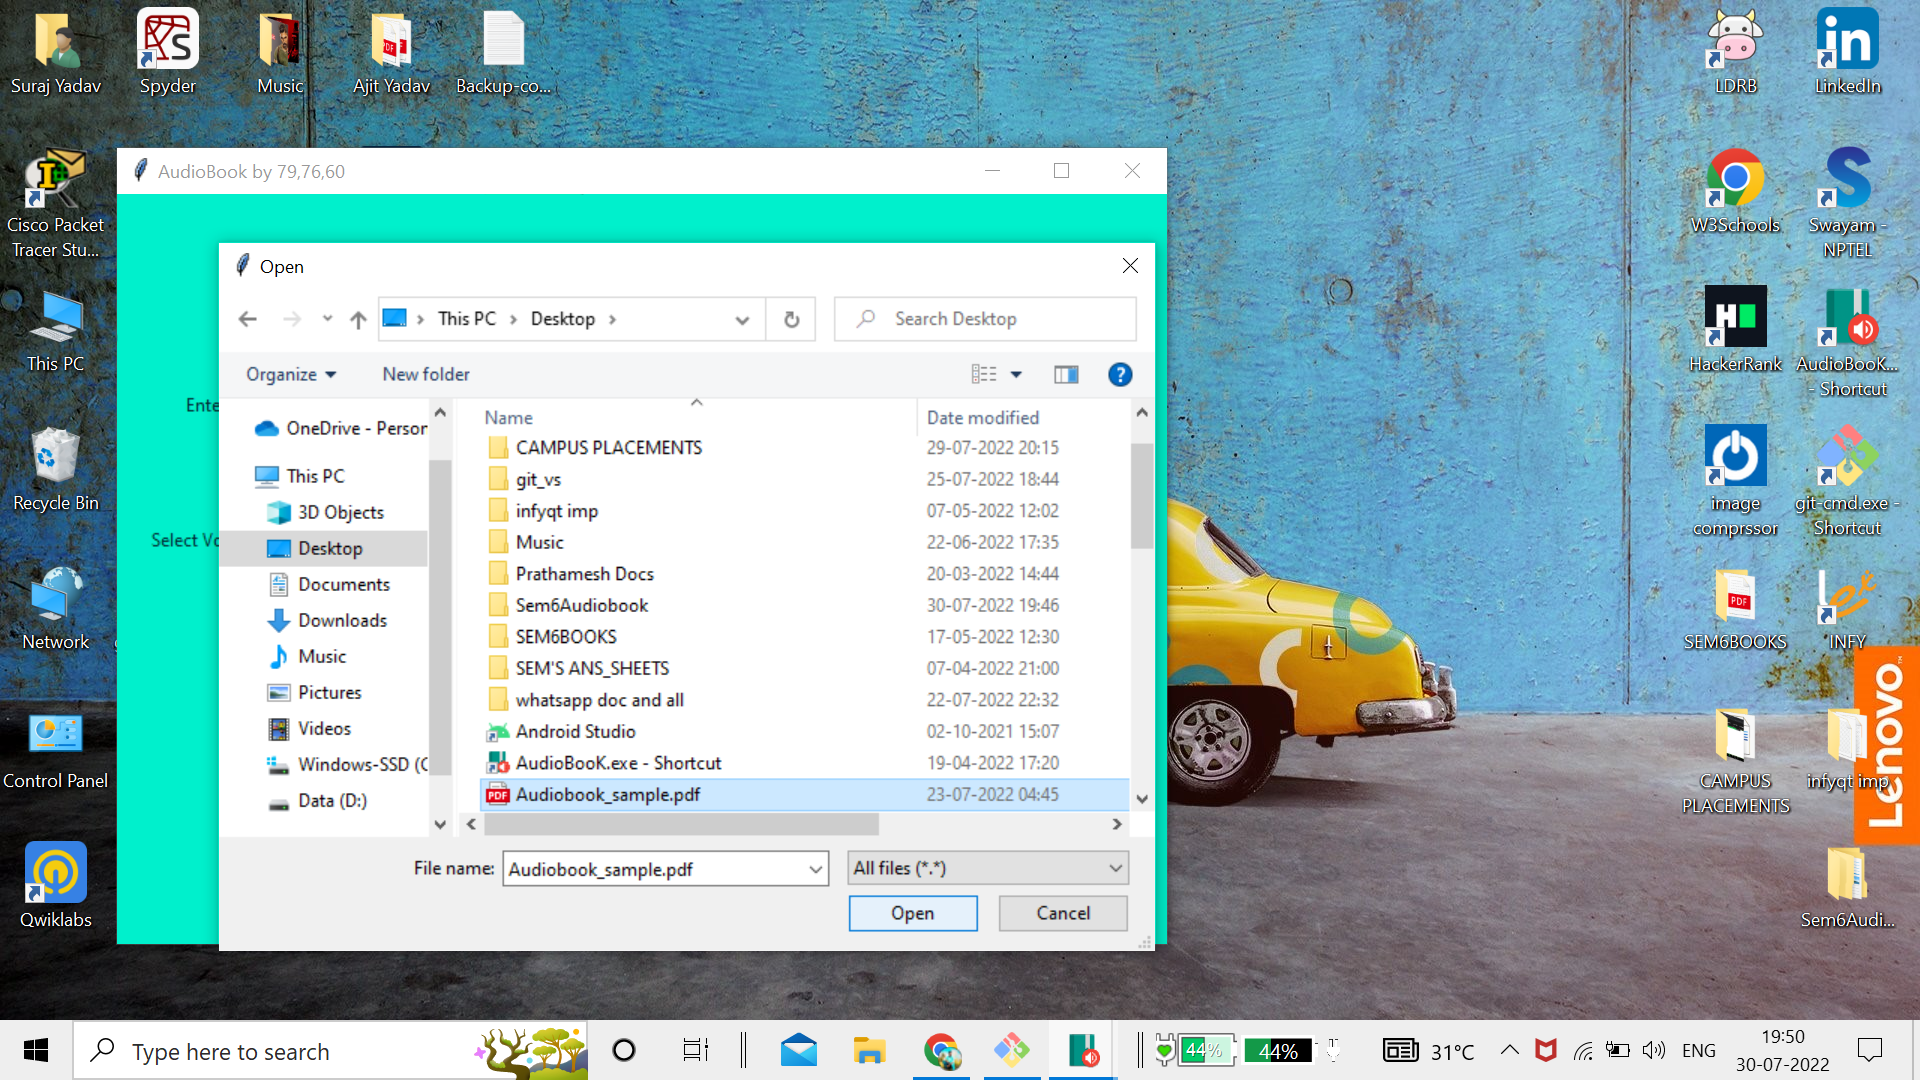 Suraj Yadav
Spyder
Music
Ajit Yadav
Backup-co...
LDRB
LinkedIn
Cisco Packet
Tracer Stu...
W3Schools
Swayam -
NPTEL
This PC
HackerRank
AudioBooK...
- Shortcut
Recycle Bin
image
comprssor
git-cmd.exe -
Shortcut
Network
SEM6BOOKS
INFY
Control Panel
CAMPUS
PLACEMENTS
infyqt imp
Lenovo
Qwiklabs
Sem6Audi...
AudioBook by 79,76,60
Ente
Select Vo
Open
This PC > Desktop >
Search Desktop
Organize
New folder
OneDrive - Person
This PC
3D Objects
Desktop
Documents
Downloads
Music
Pictures
Videos
Windows-SSD (C
Data (D:)
Name Date modified
CAMPUS PLACEMENTS 29-07-2022 20:15
git_vs 25-07-2022 18:44
infyqt imp 07-05-2022 12:02
Music 22-06-2022 17:35
Prathamesh Docs 20-03-2022 14:44
Sem6Audiobook 30-07-2022 19:46
SEM6BOOKS 17-05-2022 12:30
SEM'S ANS_SHEETS 07-04-2022 21:00
whatsapp doc and all 22-07-2022 22:32
Android Studio 02-10-2021 15:07
AudioBooK.exe - Shortcut 19-04-2022 17:20
Audiobook_sample.pdf 23-07-2022 04:45
File name: Audiobook_sample.pdf All files (*.*)
Open Cancel
Type here to search
44%
44%
31°C
ENG
19:50
30-07-2022